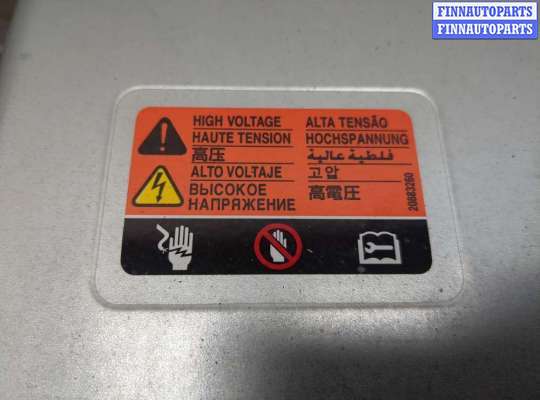 FINNAUTOPARTS
FINNAUTOPARTS
HIGH VOLTAGE
HAUTE TENSION
高压
ALTO VOLTAJE
ВЫСОКОЕ
НАПРЯЖЕНИЕ
ALTA TENSÃO
HOCHSPANNUNG
فلطية عالية
고압
高電圧
20883260